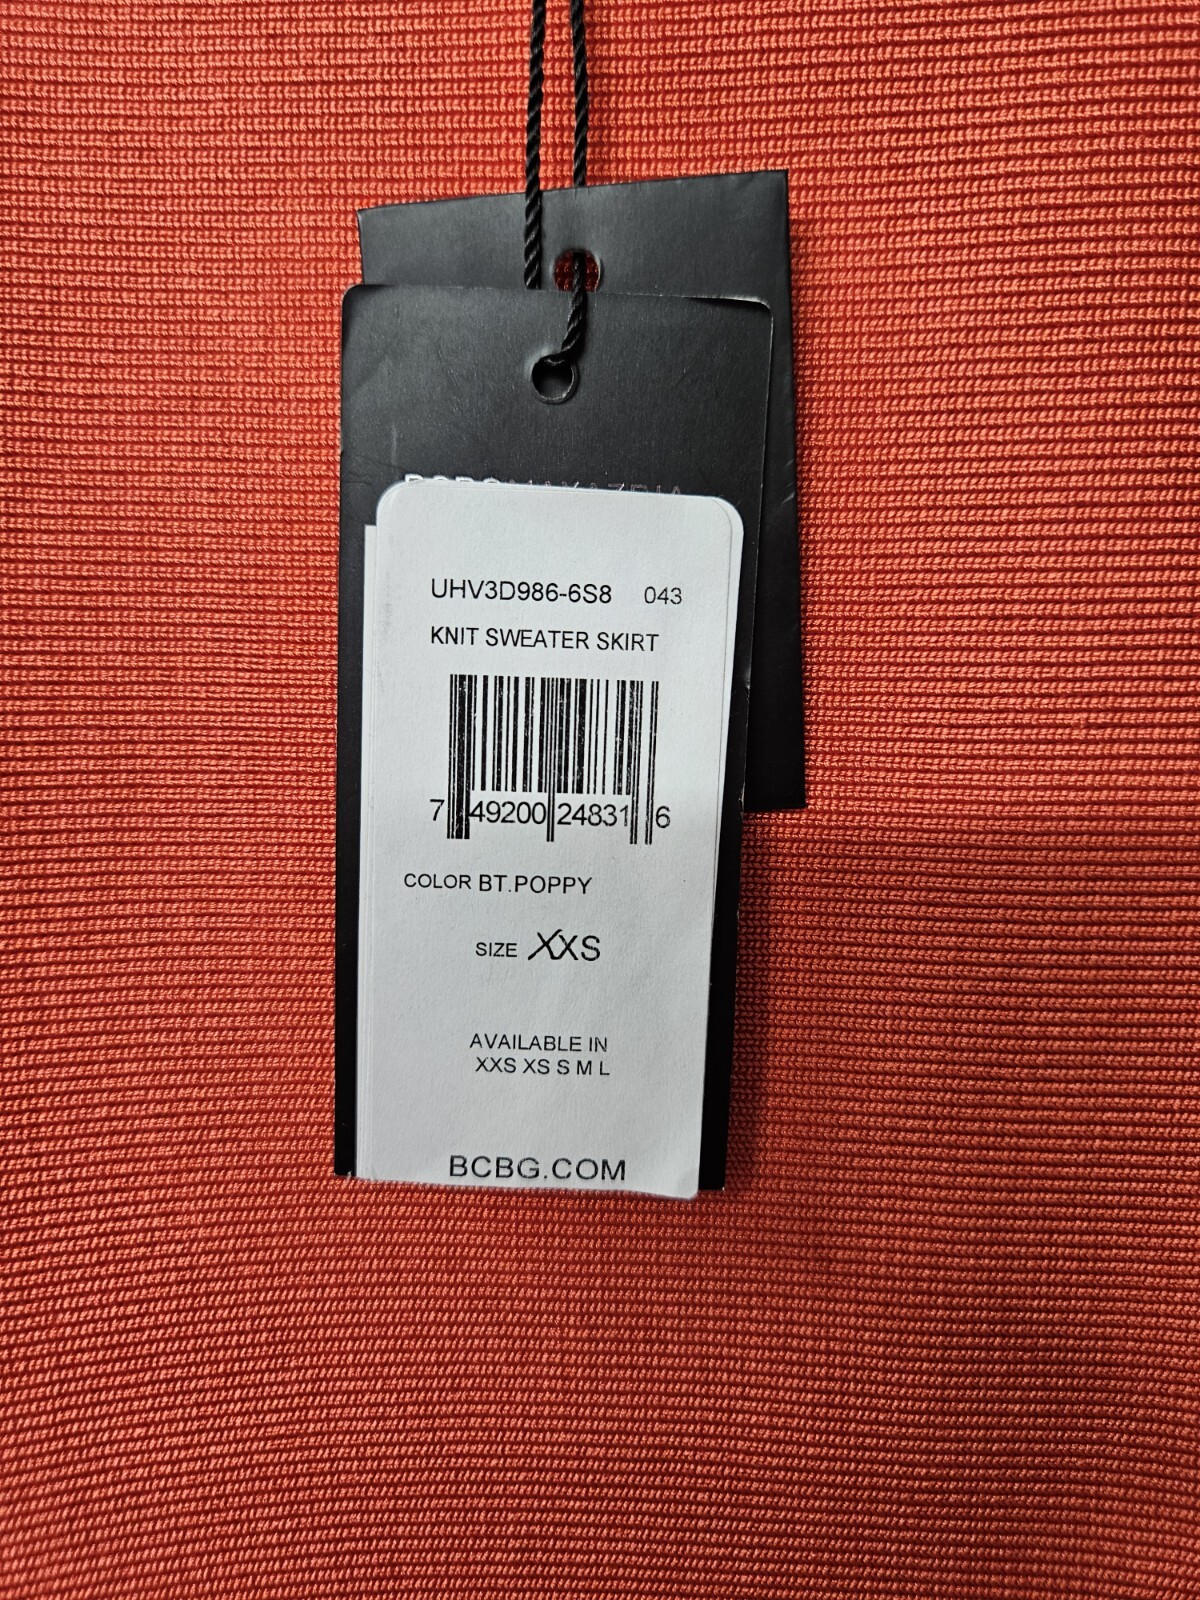 BCBGMAXAZRIA
UHV3D986-6S8 043
KNIT SWEATER SKIRT
7 49200 24831 6
COLOR BT.POPPY
SIZE XXS
AVAILABLE IN
XXS XS S M L
BCBG.COM